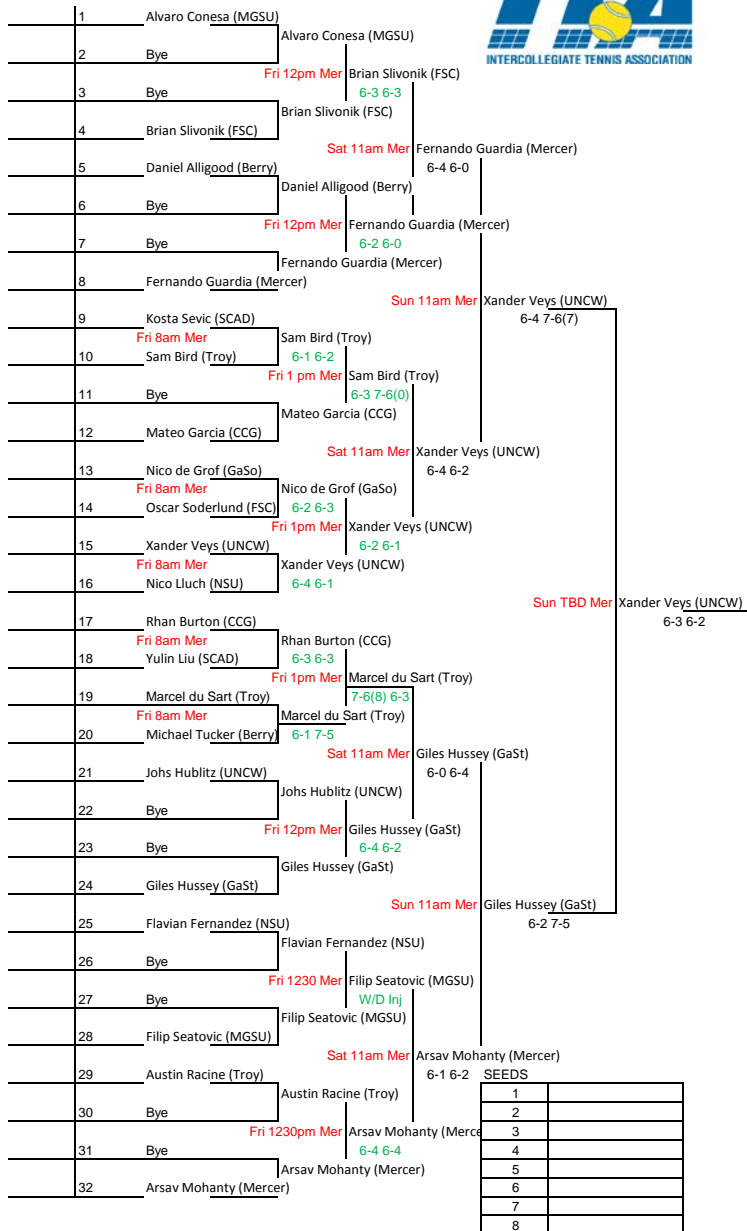 1 Alvaro Conesa (MGSU)
Alvaro Conesa (MGSU)
INTERCOLLEGIATE TENNIS ASSOCIATION
2 Bye
Fri 12pm Mer Brian Slivonik (FSC)
3 Bye 6-3 6-3
Brian Slivonik (FSC)
4 Brian Slivonik (FSC)
Sat 11am Mer Fernando Guardia (Mercer)
5 Daniel Alligood (Berry) 6-4 6-0
Daniel Alligood (Berry)
6 Bye
Fri 12pm Mer Fernando Guardia (Mercer)
7 Bye 6-2 6-0
Fernando Guardia (Mercer)
8 Fernando Guardia (Mercer)
Sun 11am Mer Xander Veys (UNCW)
9 Kosta Sevic (SCAD) 6-4 7-6(7)
Fri 8am Mer Sam Bird (Troy)
10 Sam Bird (Troy) 6-1 6-2
Fri 1 pm Mer Sam Bird (Troy)
11 Bye 6-3 7-6(0)
Mateo Garcia (CCG)
12 Mateo Garcia (CCG)
Sat 11am Mer Xander Veys (UNCW)
13 Nico de Grof (GaSo) 6-4 6-2
Fri 8am Mer Nico de Grof (GaSo)
14 Oscar Soderlund (FSC) 6-2 6-3
Fri 1pm Mer Xander Veys (UNCW)
15 Xander Veys (UNCW) 6-2 6-1
Fri 8am Mer Xander Veys (UNCW)
16 Nico Lluch (NSU) 6-4 6-1
Sun TBD Mer Xander Veys (UNCW)
17 Rhan Burton (CCG) 6-3 6-2
Fri 8am Mer Rhan Burton (CCG)
18 Yulin Liu (SCAD) 6-3 6-3
Fri 1pm Mer Marcel du Sart (Troy)
19 Marcel du Sart (Troy) 7-6(8) 6-3
Fri 8am Mer Marcel du Sart (Troy)
20 Michael Tucker (Berry) 6-1 7-5
Sat 11am Mer Giles Hussey (GaSt)
21 Johs Hublitz (UNCW) 6-0 6-4
Johs Hublitz (UNCW)
22 Bye
Fri 12pm Mer Giles Hussey (GaSt)
23 Bye 6-4 6-2
Giles Hussey (GaSt)
24 Giles Hussey (GaSt)
Sun 11am Mer Giles Hussey (GaSt)
25 Flavian Fernandez (NSU) 6-2 7-5
Flavian Fernandez (NSU)
26 Bye
Fri 1230 Mer Filip Seatovic (MGSU)
27 Bye W/D Inj
Filip Seatovic (MGSU)
28 Filip Seatovic (MGSU)
Sat 11am Mer Arsav Mohanty (Mercer)
29 Austin Racine (Troy) 6-1 6-2 SEEDS
Austin Racine (Troy) 1
30 Bye 2
Fri 1230pm Mer Arsav Mohanty (Merce 3
31 Bye 6-4 6-4 4
Arsav Mohanty (Mercer) 5
32 Arsav Mohanty (Mercer) 6
7
8